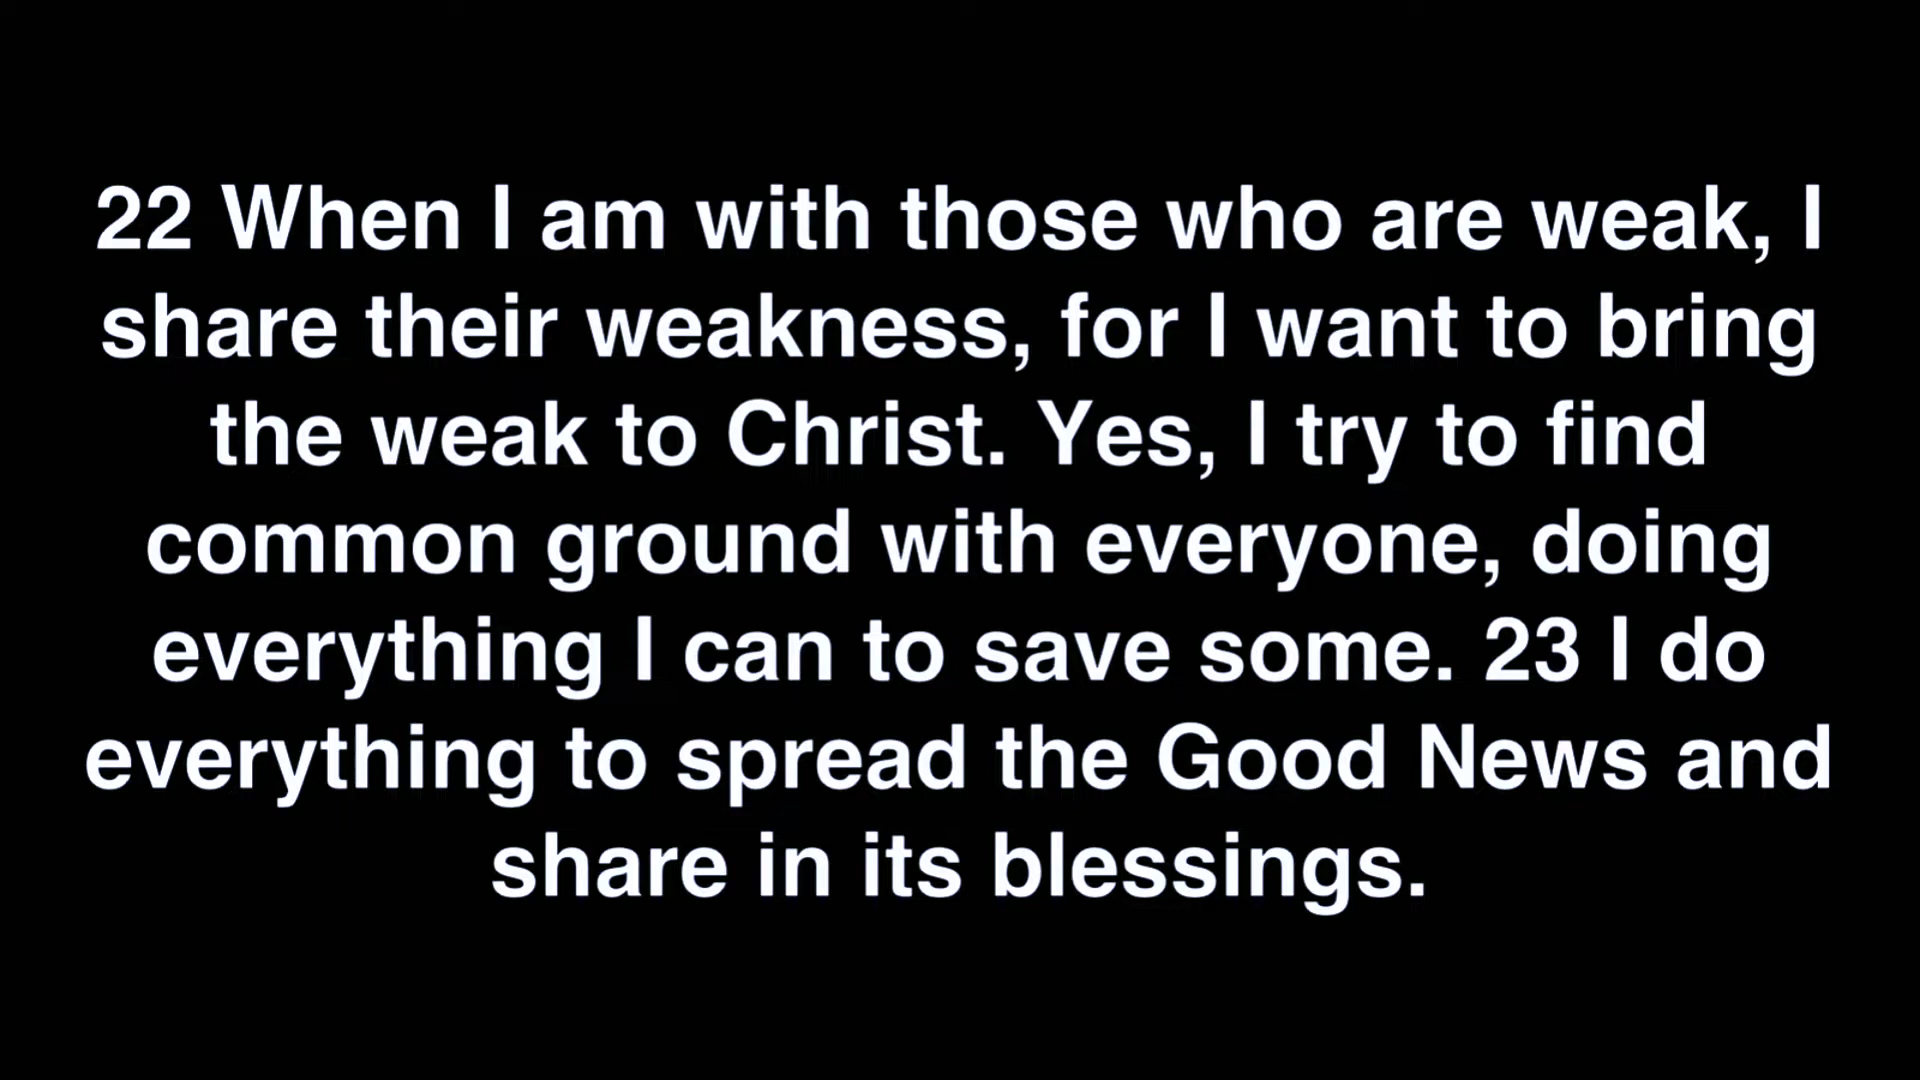 22 When I am with those who are weak, I
share their weakness, for I want to bring
the weak to Christ. Yes, I try to find
common ground with everyone, doing
everything I can to save some. 23 I do
everything to spread the Good News and
share in its blessings.